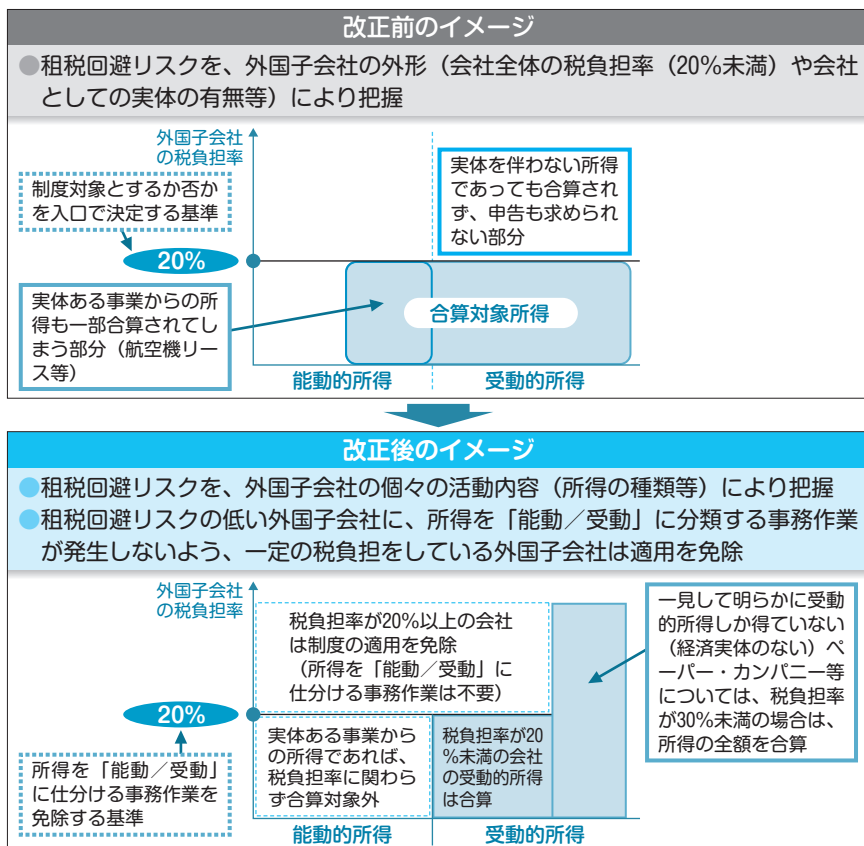 改正前のイメージ
●租税回避リスクを、外国子会社の外形（会社全体の税負担率（20％未満）や会社
としての実体の有無等）により把握
外国子会社
の税負担率
制度対象とするか否か
を入口で決定する基準
実体を伴わない所得
であっても合算され
ず、申告も求められ
ない部分
20%
実体ある事業からの所
得も一部合算されてし
まう部分（航空機リー
ス等）
合算対象所得
能動的所得
受動的所得
改正後のイメージ
●租税回避リスクを、外国子会社の個々の活動内容（所得の種類等）により把握
●租税回避リスクの低い外国子会社に、所得を「能動／受動」に分類する事務作業
が発生しないよう、一定の税負担をしている外国子会社は適用を免除
外国子会社
の税負担率
税負担率が20％以上の会社
は制度の適用を免除
（所得を「能動／受動」に
仕分ける事務作業は不要）
一見して明らかに受動
的所得しか得ていない
（経済実体のない）ペ
ーパー・カンパニー等
については、税負担率
が30％未満の場合は、
所得の全額を合算
20%
実体ある事業から
の所得であれば、
税負担率に関わら
ず合算対象外
税負担率が20
％未満の会社
の受動的所得
は合算
所得を「能動／受動」
に仕分ける事務作業を
免除する基準
能動的所得
受動的所得